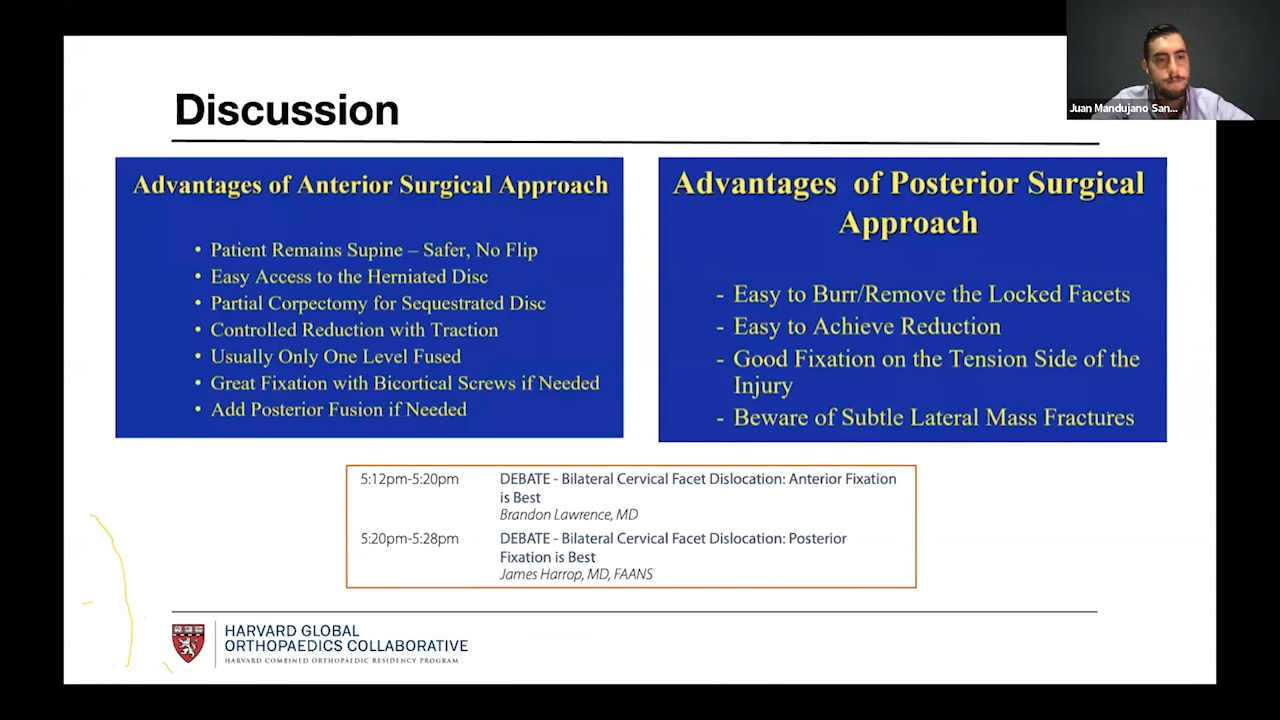 Juan Mandujano San...
Discussion
Advantages of Anterior Surgical Approach
• Patient Remains Supine – Safer, No Flip
• Easy Access to the Herniated Disc
• Partial Corpectomy for Sequestrated Disc
• Controlled Reduction with Traction
• Usually Only One Level Fused
• Great Fixation with Bicortical Screws if Needed
• Add Posterior Fusion if Needed
Advantages of Posterior Surgical
Approach
- Easy to Burr/Remove the Locked Facets
- Easy to Achieve Reduction
- Good Fixation on the Tension Side of the
Injury
- Beware of Subtle Lateral Mass Fractures
5:12pm-5:20pm DEBATE - Bilateral Cervical Facet Dislocation: Anterior Fixation
is Best
Brandon Lawrence, MD
5:20pm-5:28pm DEBATE - Bilateral Cervical Facet Dislocation: Posterior
Fixation is Best
James Harrop, MD, FAANS
HARVARD GLOBAL
ORTHOPAEDICS COLLABORATIVE
HARVARD COMBINED ORTHOPAEDIC RESIDENCY PROGRAM